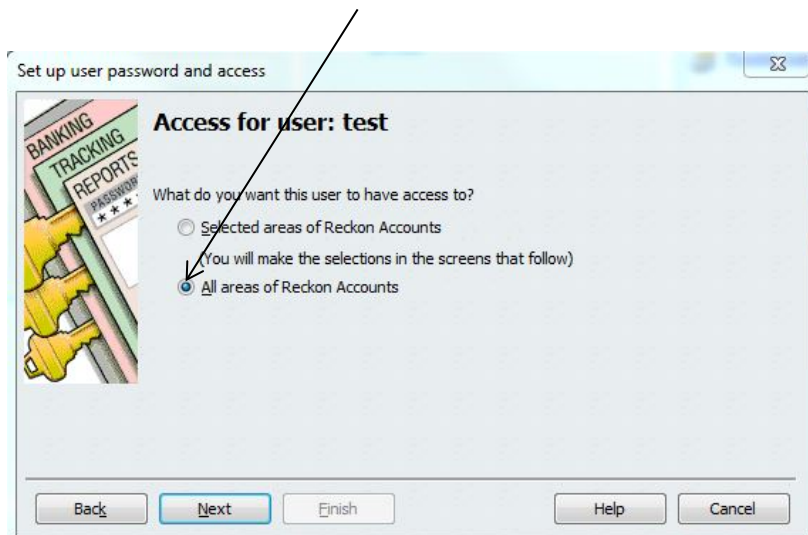 Set up user password and access
BANKING
TRACKING
REPORTS
PASSWOR
* * *
Access for user: test
What do you want this user to have access to?
Selected areas of Reckon Accounts
(You will make the selections in the screens that follow)
All areas of Reckon Accounts
Back
Next
Finish
Help
Cancel